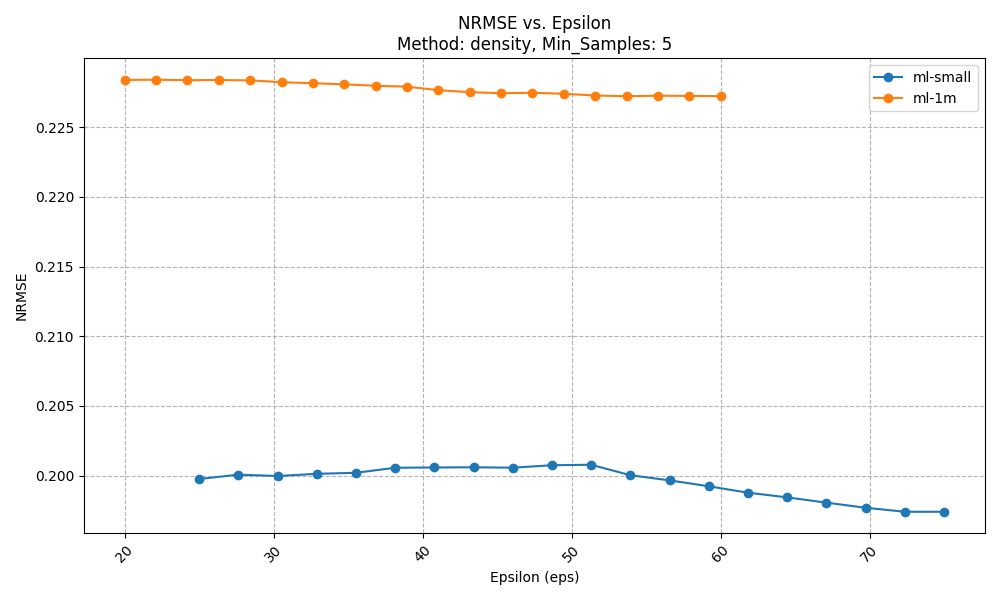 NRMSE vs. Epsilon
Method: density, Min_Samples: 5
ml-small
ml-1m
NRMSE
0.225
0.220
0.215
0.210
0.205
0.200
20
30
40
50
60
70
Epsilon (eps)